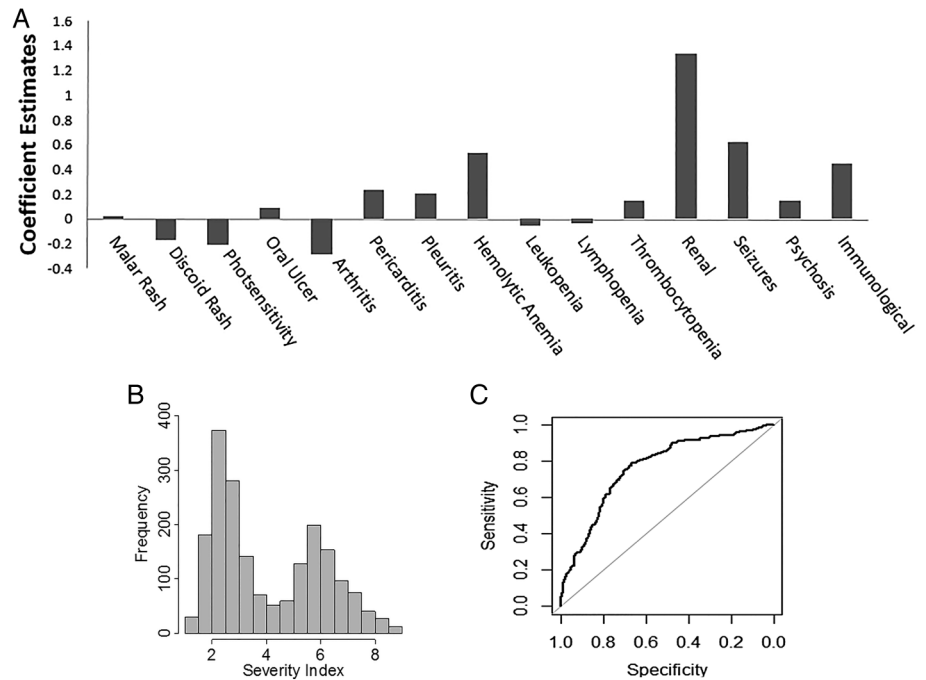 A
Coefficient Estimates
1.6
1.4
1.2
1
0.8
0.6
0.4
0.2
0
-0.2
-0.4
Malar Rash
Discoid Rash
Photsensitivity
Oral Ulcer
Arthritis
Pericarditis
Pleuritis
Hemolytic Anemia
Leukopenia
Lymphopenia
Thrombocytopenia
Renal
Seizures
Psychosis
Immunological
B
Frequency
400
300
200
100
0
2 4 6 8
Severity Index
C
Sensitivity
1.0
0.8
0.6
0.4
0.2
0.0
1.0 0.8 0.6 0.4 0.2 0.0
Specificity